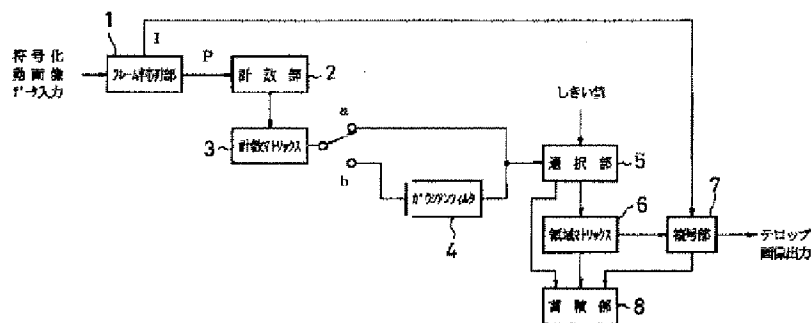 1
I
P
符号化
動画像
データ入力
フレーム判別部
計数部
2
しきい値
a
3
計数マトリックス
選択部
5
b
ガウシアンフィルタ
4
6
7
領域マトリックス
復号部
テロップ
画像出力
蓄積部
8